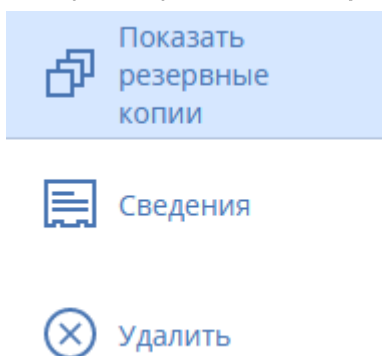 Показать
резервные
копии
Сведения
Удалить